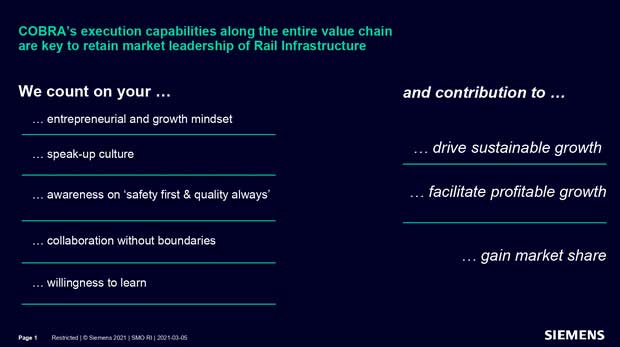 COBRA's execution capabilities along the entire value chain
are key to retain market leadership of Rail Infrastructure
We count on your …
… entrepreneurial and growth mindset
… speak-up culture
… awareness on ‘safety first & quality always’
… collaboration without boundaries
… willingness to learn
and contribution to …
… drive sustainable growth
… facilitate profitable growth
… gain market share
Page 1 Restricted | © Siemens 2021 | SMO RI | 2021-03-05
SIEMENS